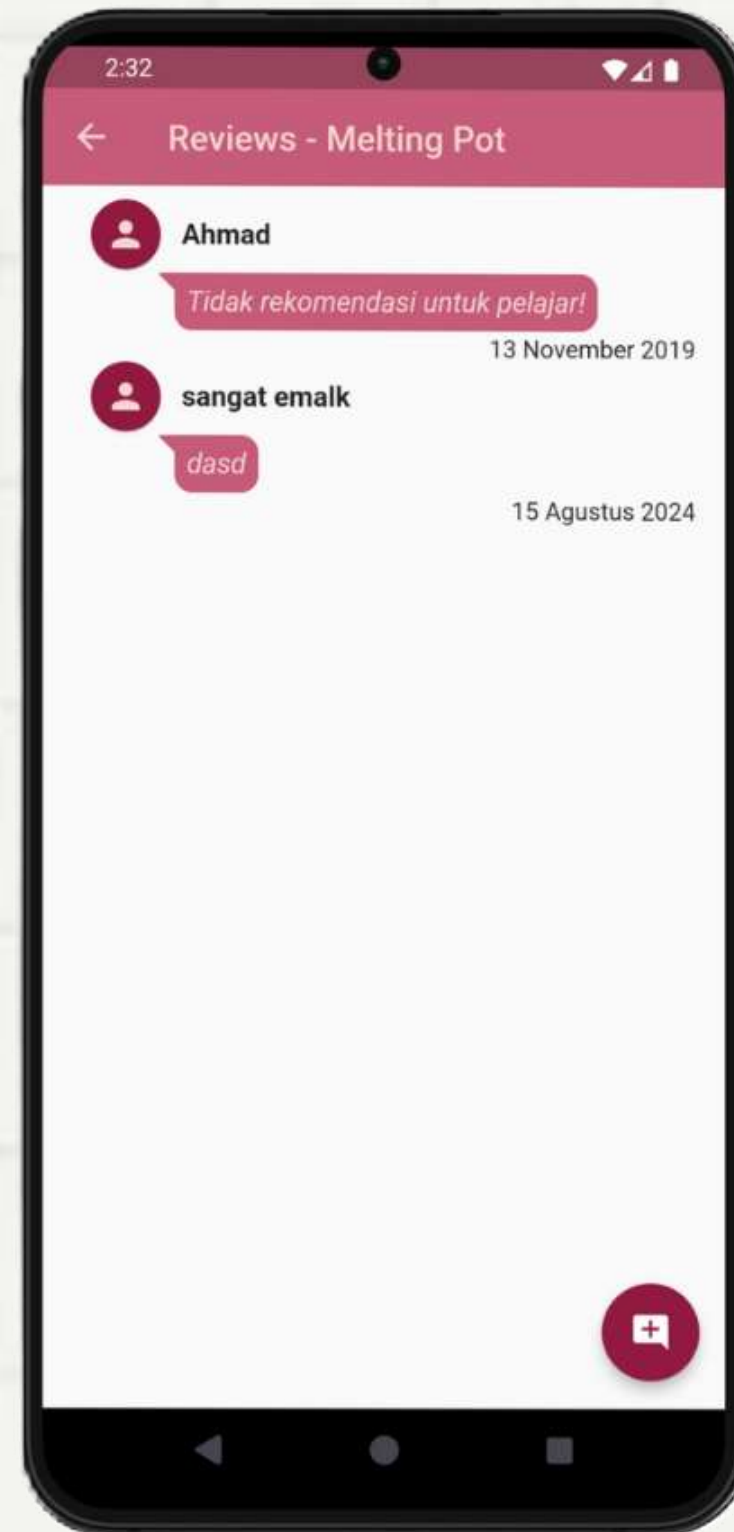 2:32
Reviews - Melting Pot
Ahmad
Tidak rekomendasi untuk pelajar!
13 November 2019
sangat emalk
dasd
15 Agustus 2024